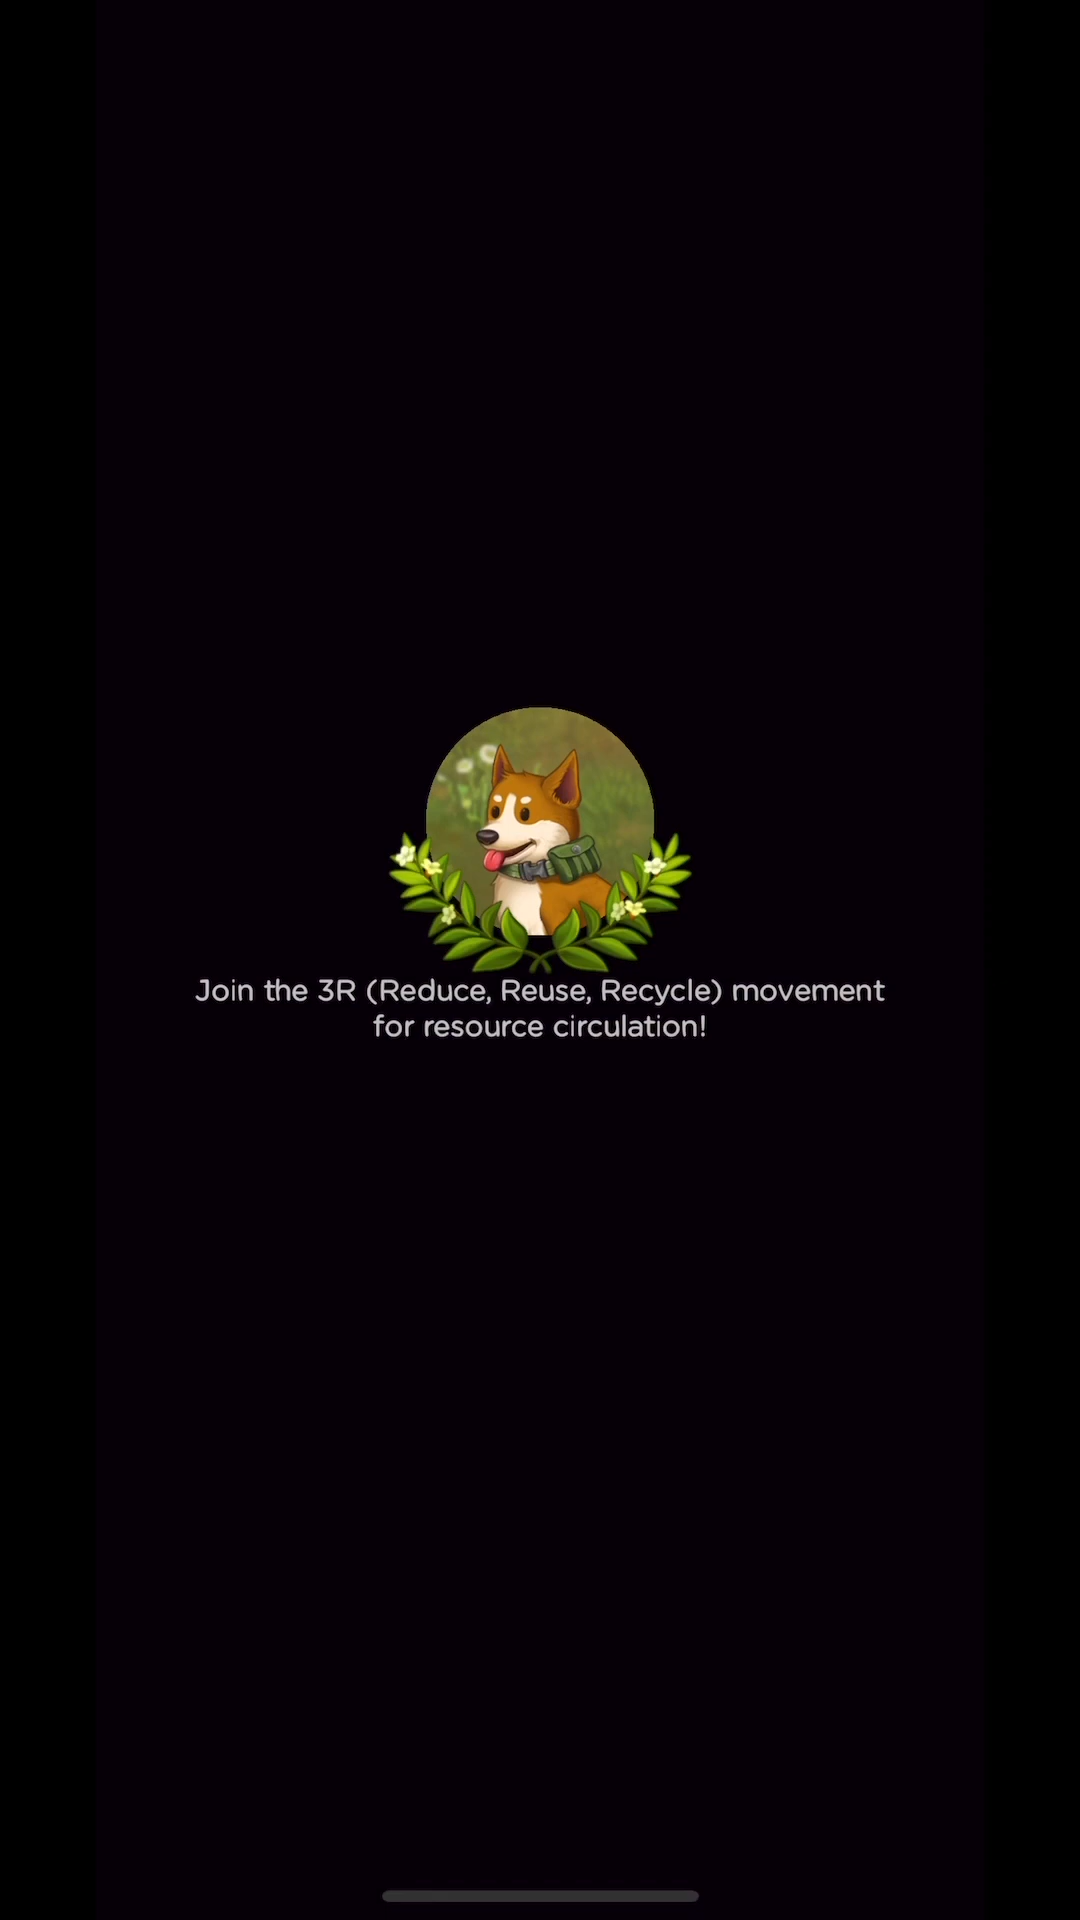 Join the 3R (Reduce, Reuse, Recycle) movement
for resource circulation!